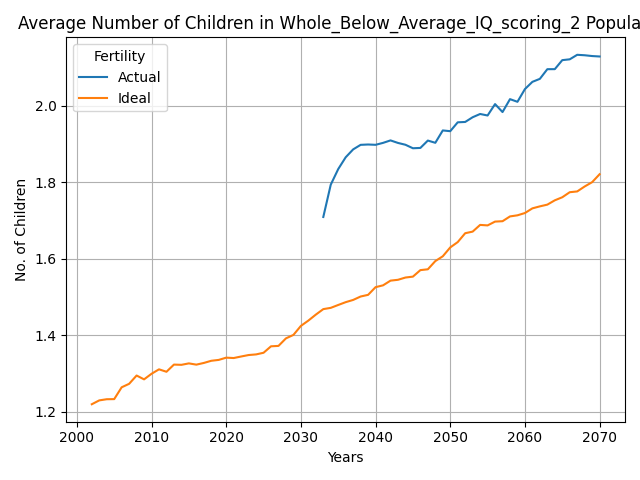 Average Number of Children in Whole_Below_Average_IQ_scoring_2 Popula
Fertility
Actual
Ideal
No. of Children
2.0
1.8
1.6
1.4
1.2
2000 2010 2020 2030 2040 2050 2060 2070
Years